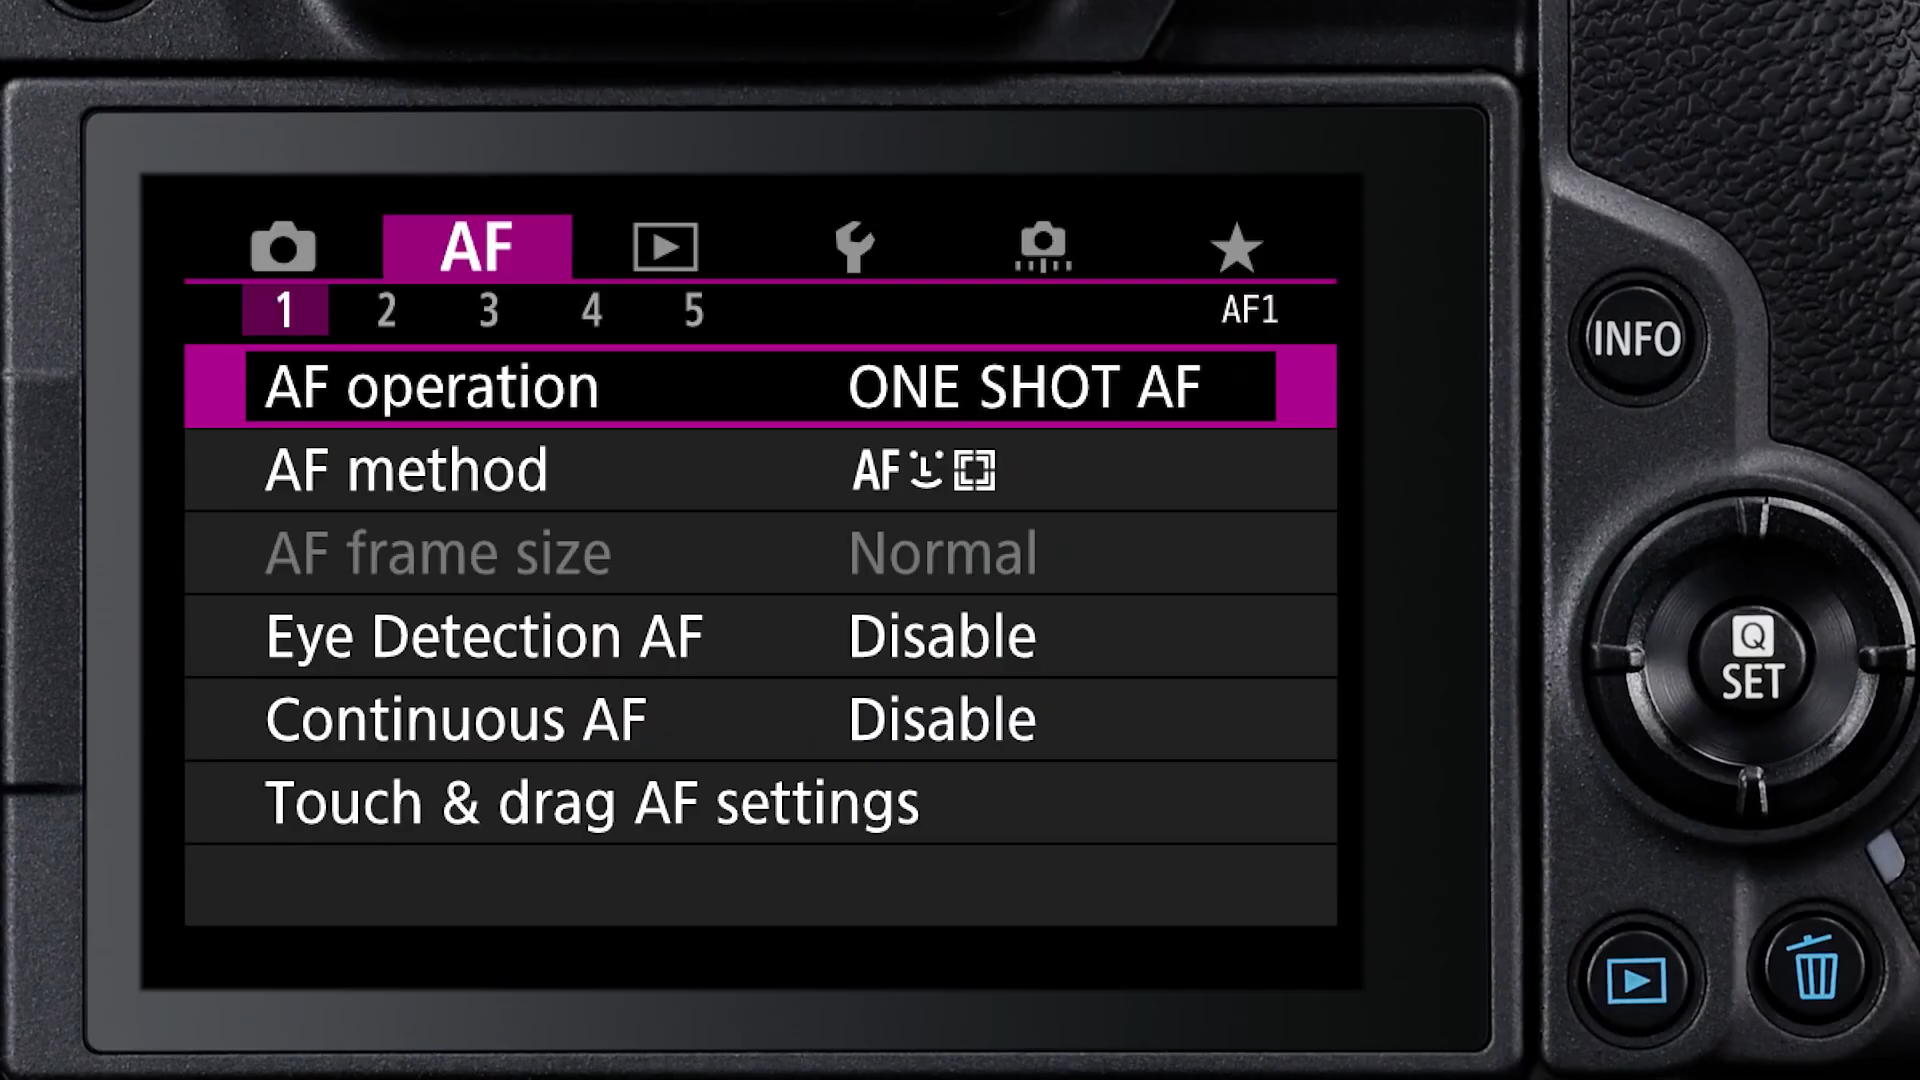 AF
1 2 3 4 5 AF1
AF operation ONE SHOT AF
AF method AF
AF frame size Normal
Eye Detection AF Disable
Continuous AF Disable
Touch & drag AF settings
INFO
Q
SET